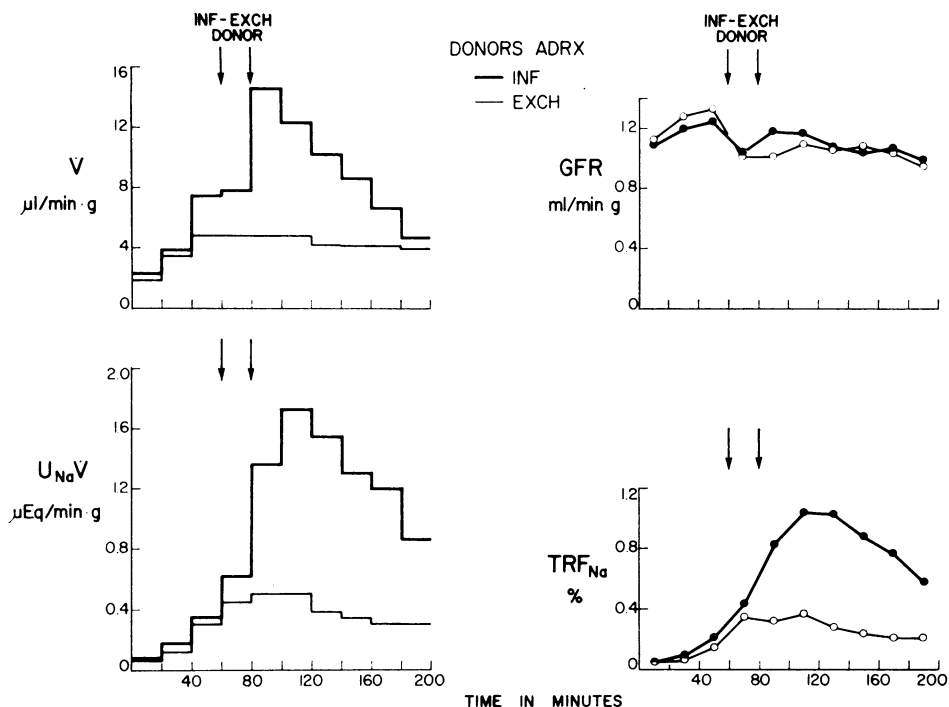 INF-EXCH
DONOR
16
12
8
4
0
V̇
µl/min·g
DONORS ADRX
INF
EXCH
INF-EXCH
DONOR
1.2
0.8
0.4
0
GFR
ml/min g
2.0
1.6
1.2
0.8
0.4
0
UNaV̇
µEq/min·g
40 80 120 160 200
1.2
0.8
0.4
0
TRFNa
%
40 80 120 160 200
TIME IN MINUTES